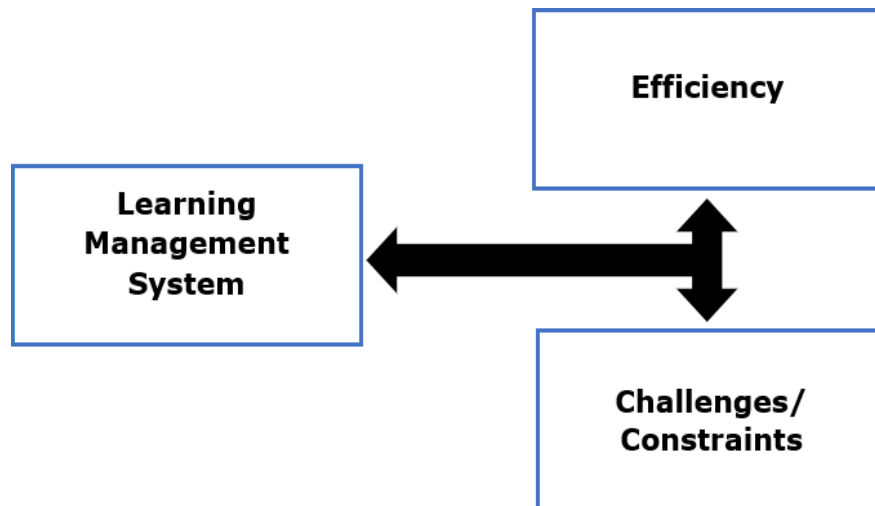 Efficiency
Learning
Management
System
Challenges/
Constraints